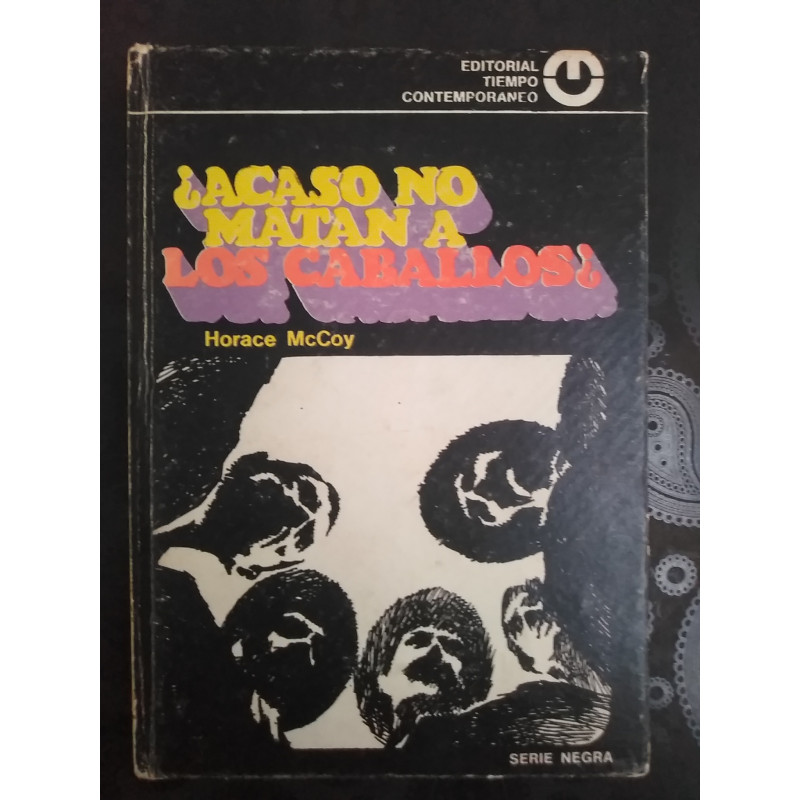 EDITORIAL
TIEMPO
CONTEMPORANEO
¿ACASO NO
MATAN A
LOS CABALLOS¿
Horace McCoy
SERIE NEGRA